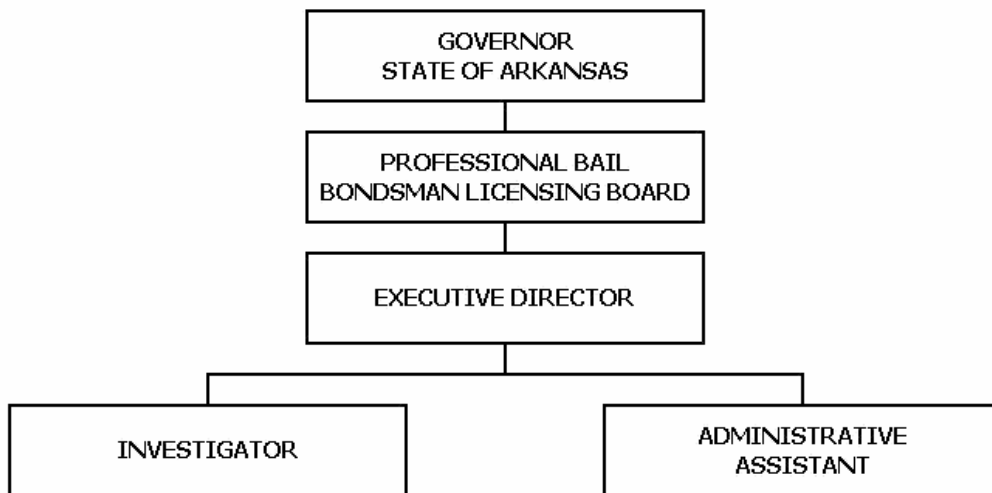 GOVERNOR
STATE OF ARKANSAS
PROFESSIONAL BAIL
BONDSMAN LICENSING BOARD
EXECUTIVE DIRECTOR
INVESTIGATOR
ADMINISTRATIVE
ASSISTANT